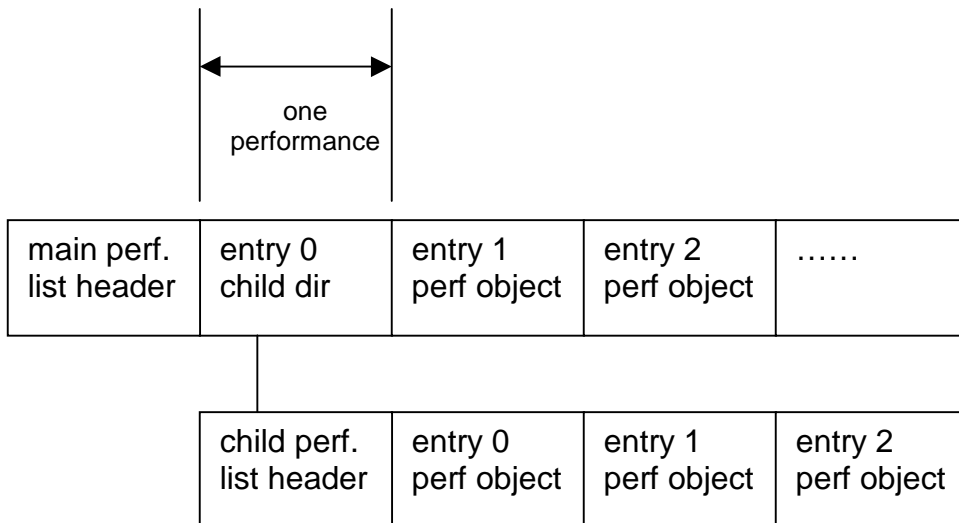 one
performance
main perf.
list header
entry 0
child dir
entry 1
perf object
entry 2
perf object
……
child perf.
list header
entry 0
perf object
entry 1
perf object
entry 2
perf object